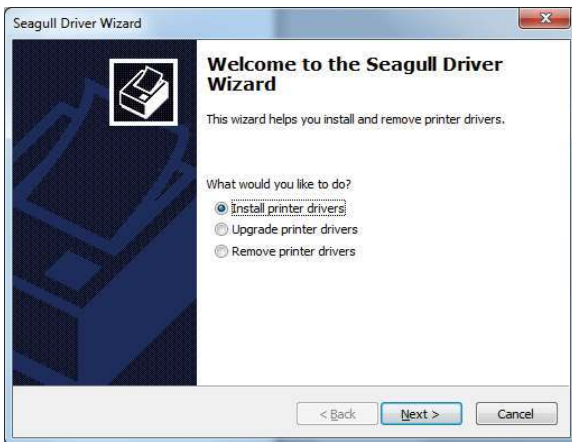 Seagull Driver Wizard
Welcome to the Seagull Driver
Wizard
This wizard helps you install and remove printer drivers.
What would you like to do?
Install printer drivers
Upgrade printer drivers
Remove printer drivers
< Back
Next >
Cancel